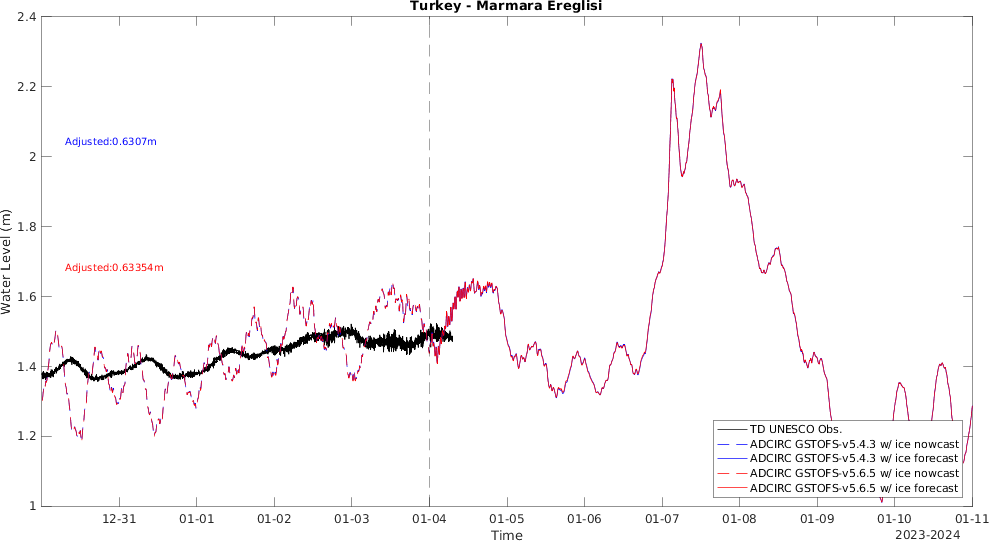 Turkey - Marmara Ereglisi
2.4
2.2
2
1.8
1.6
1.4
1.2
1
Water Level (m)
Adjusted:0.6307m
Adjusted:0.63354m
TD UNESCO Obs.
ADCIRC GSTOFS-v5.4.3 w/ ice nowcast
ADCIRC GSTOFS-v5.4.3 w/ ice forecast
ADCIRC GSTOFS-v5.6.5 w/ ice nowcast
ADCIRC GSTOFS-v5.6.5 w/ ice forecast
12-31 01-01 01-02 01-03 01-04 01-05 01-06 01-07 01-08 01-09 01-10 01-11
Time
2023-2024